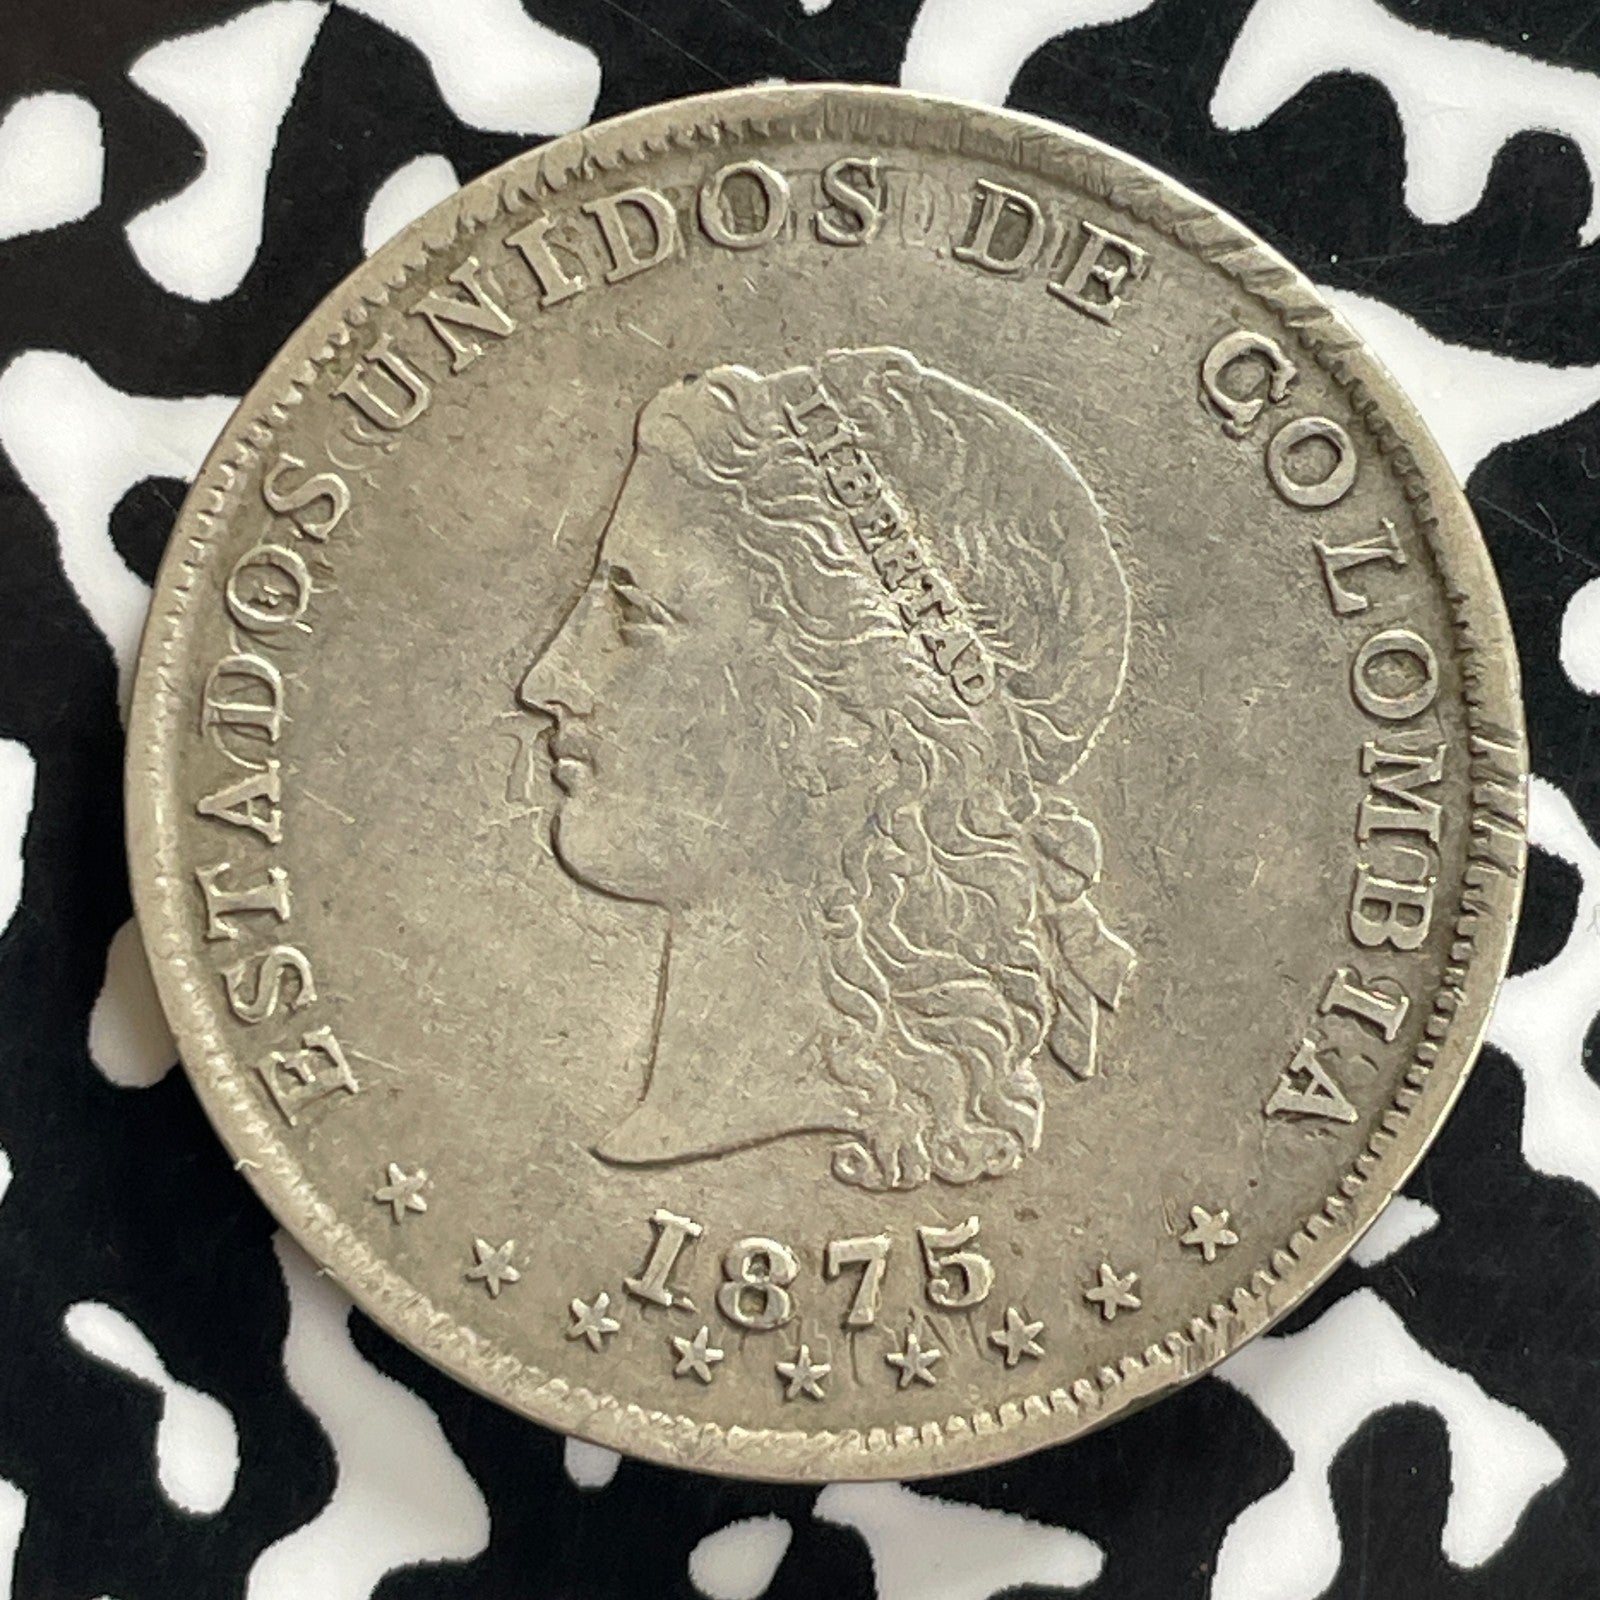 ESTADOS UNIDOS DE COLOMBIA
LIBERTAD
1875